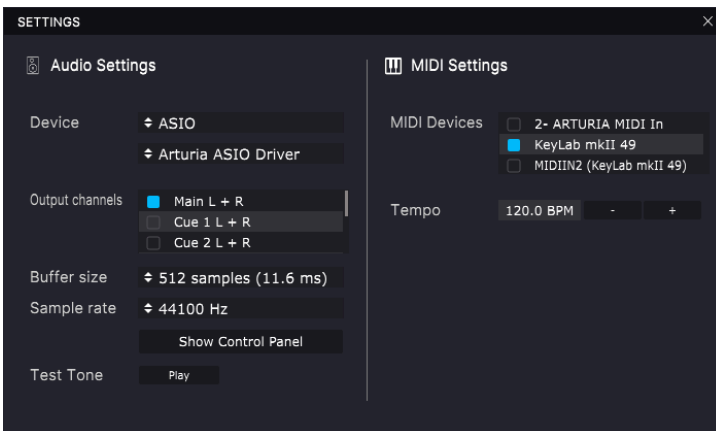 SETTINGS
Audio Settings
Device
ASIO
Arturia ASIO Driver
Output channels
Main L + R
Cue 1 L + R
Cue 2 L + R
Buffer size
512 samples (11.6 ms)
Sample rate
44100 Hz
Show Control Panel
Test Tone
Play
MIDI Settings
MIDI Devices
2- ARTURIA MIDI In
KeyLab mkII 49
MIDIIN2 (KeyLab mkII 49)
Tempo
120.0 BPM - +